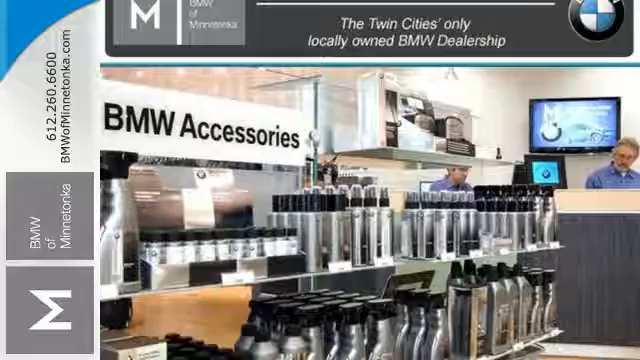 M
BMW
of
Minnetonka
The Twin Cities' only
locally owned BMW Dealership
612.260.6600
BMWofMinnetonka.com
BMW Accessories
BMW
of
Minnetonka
M